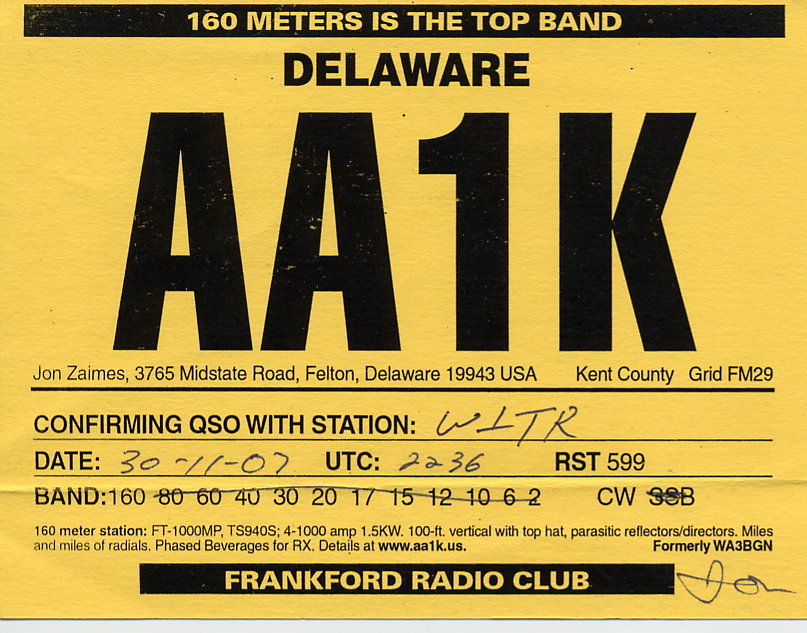 160 METERS IS THE TOP BAND
DELAWARE
AA1K
Jon Zaimes, 3765 Midstate Road, Felton, Delaware 19943 USA Kent County Grid FM29
CONFIRMING QSO WITH STATION: W1TR
DATE: 30-11-07 UTC: 2236 RST 599
BAND: 160 80 60 40 30 20 17 15 12 10 6 2 CW SSB
160 meter station: FT-1000MP, TS940S; 4-1000 amp 1.5KW. 100-ft. vertical with top hat, parasitic reflectors/directors. Miles
and miles of radials. Phased Beverages for RX. Details at www.aa1k.us. Formerly WA3BGN
FRANKFORD RADIO CLUB Jon